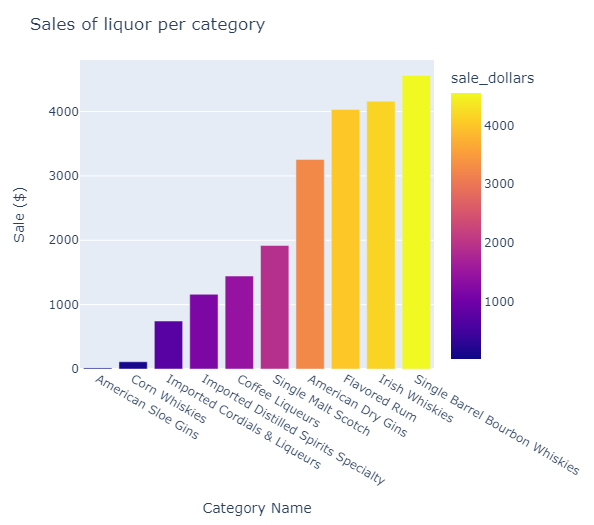 Sales of liquor per category
sale_dollars
Sale ($)
4000
3000
2000
1000
0
4000
3000
2000
1000
American Sloe Gins
Corn Whiskies
Imported Cordials & Liqueurs
Imported Distilled Spirits Specialty
Coffee Liqueurs
Single Malt Scotch
American Dry Gins
Flavored Rum
Irish Whiskies
Single Barrel Bourbon Whiskies
Category Name